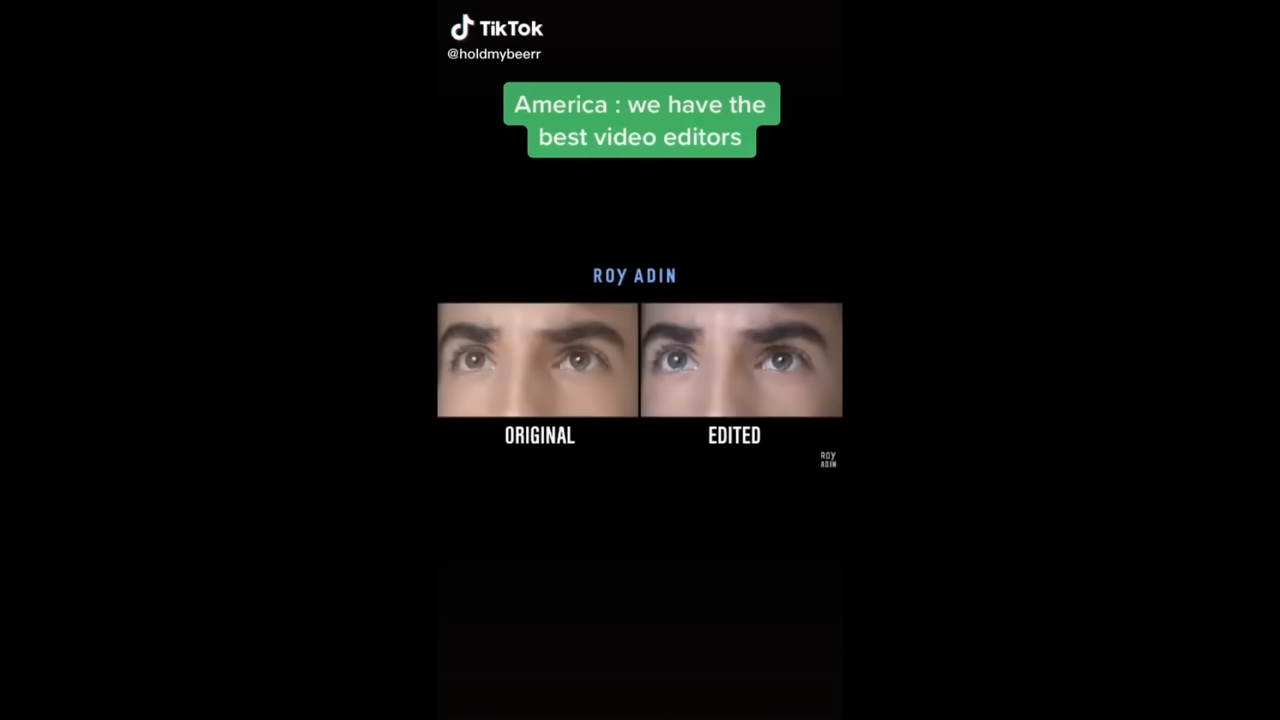 TikTok
@holdmybeerr
America : we have the
best video editors
ROY ADIN
ORIGINAL
EDITED
ROY
ADIN